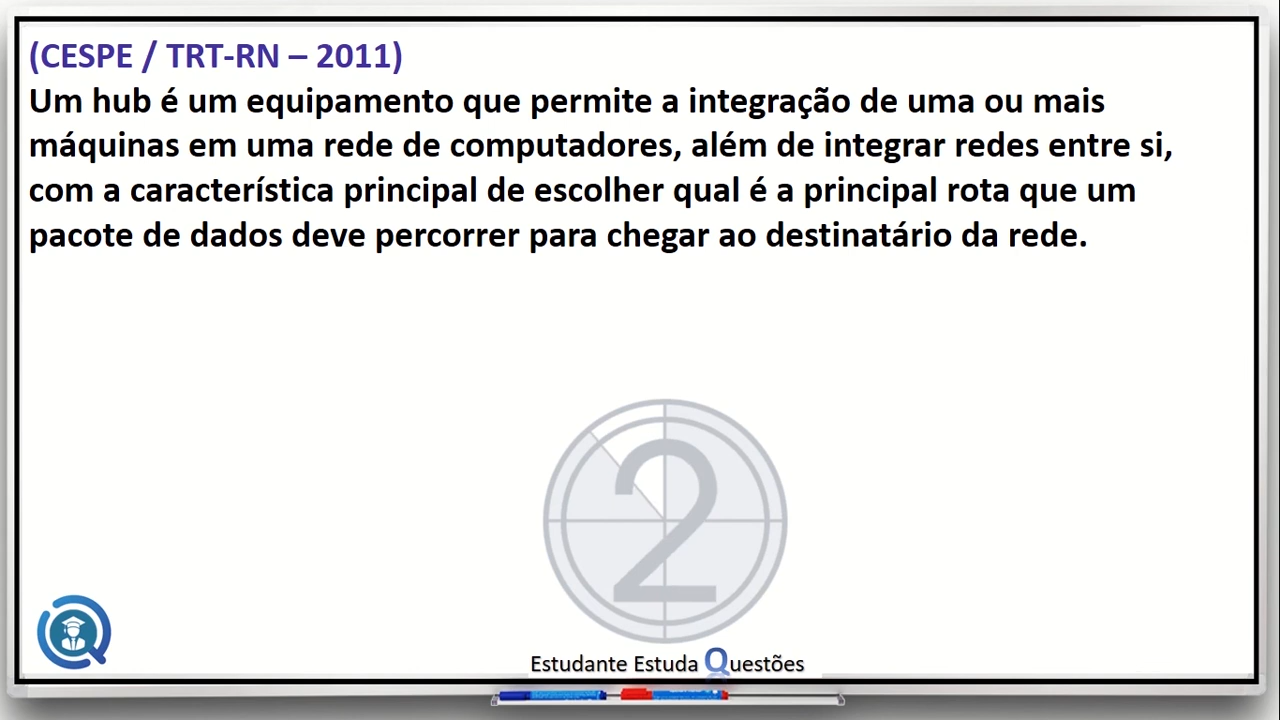 (CESPE / TRT-RN – 2011)
Um hub é um equipamento que permite a integração de uma ou mais
máquinas em uma rede de computadores, além de integrar redes entre si,
com a característica principal de escolher qual é a principal rota que um
pacote de dados deve percorrer para chegar ao destinatário da rede.
2
Estudante Estuda Questões